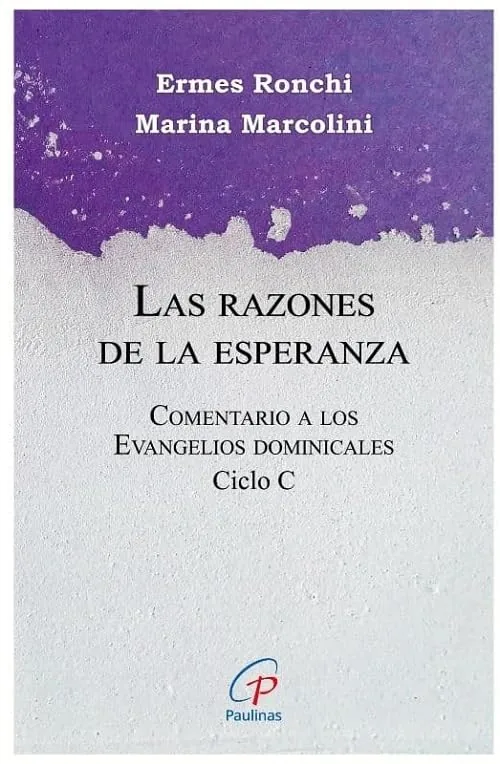 Ermes Ronchi
Marina Marcolini
LAS RAZONES
DE LA ESPERANZA
COMENTARIO A LOS
EVANGELIOS DOMINICALES
Ciclo C
Paulinas